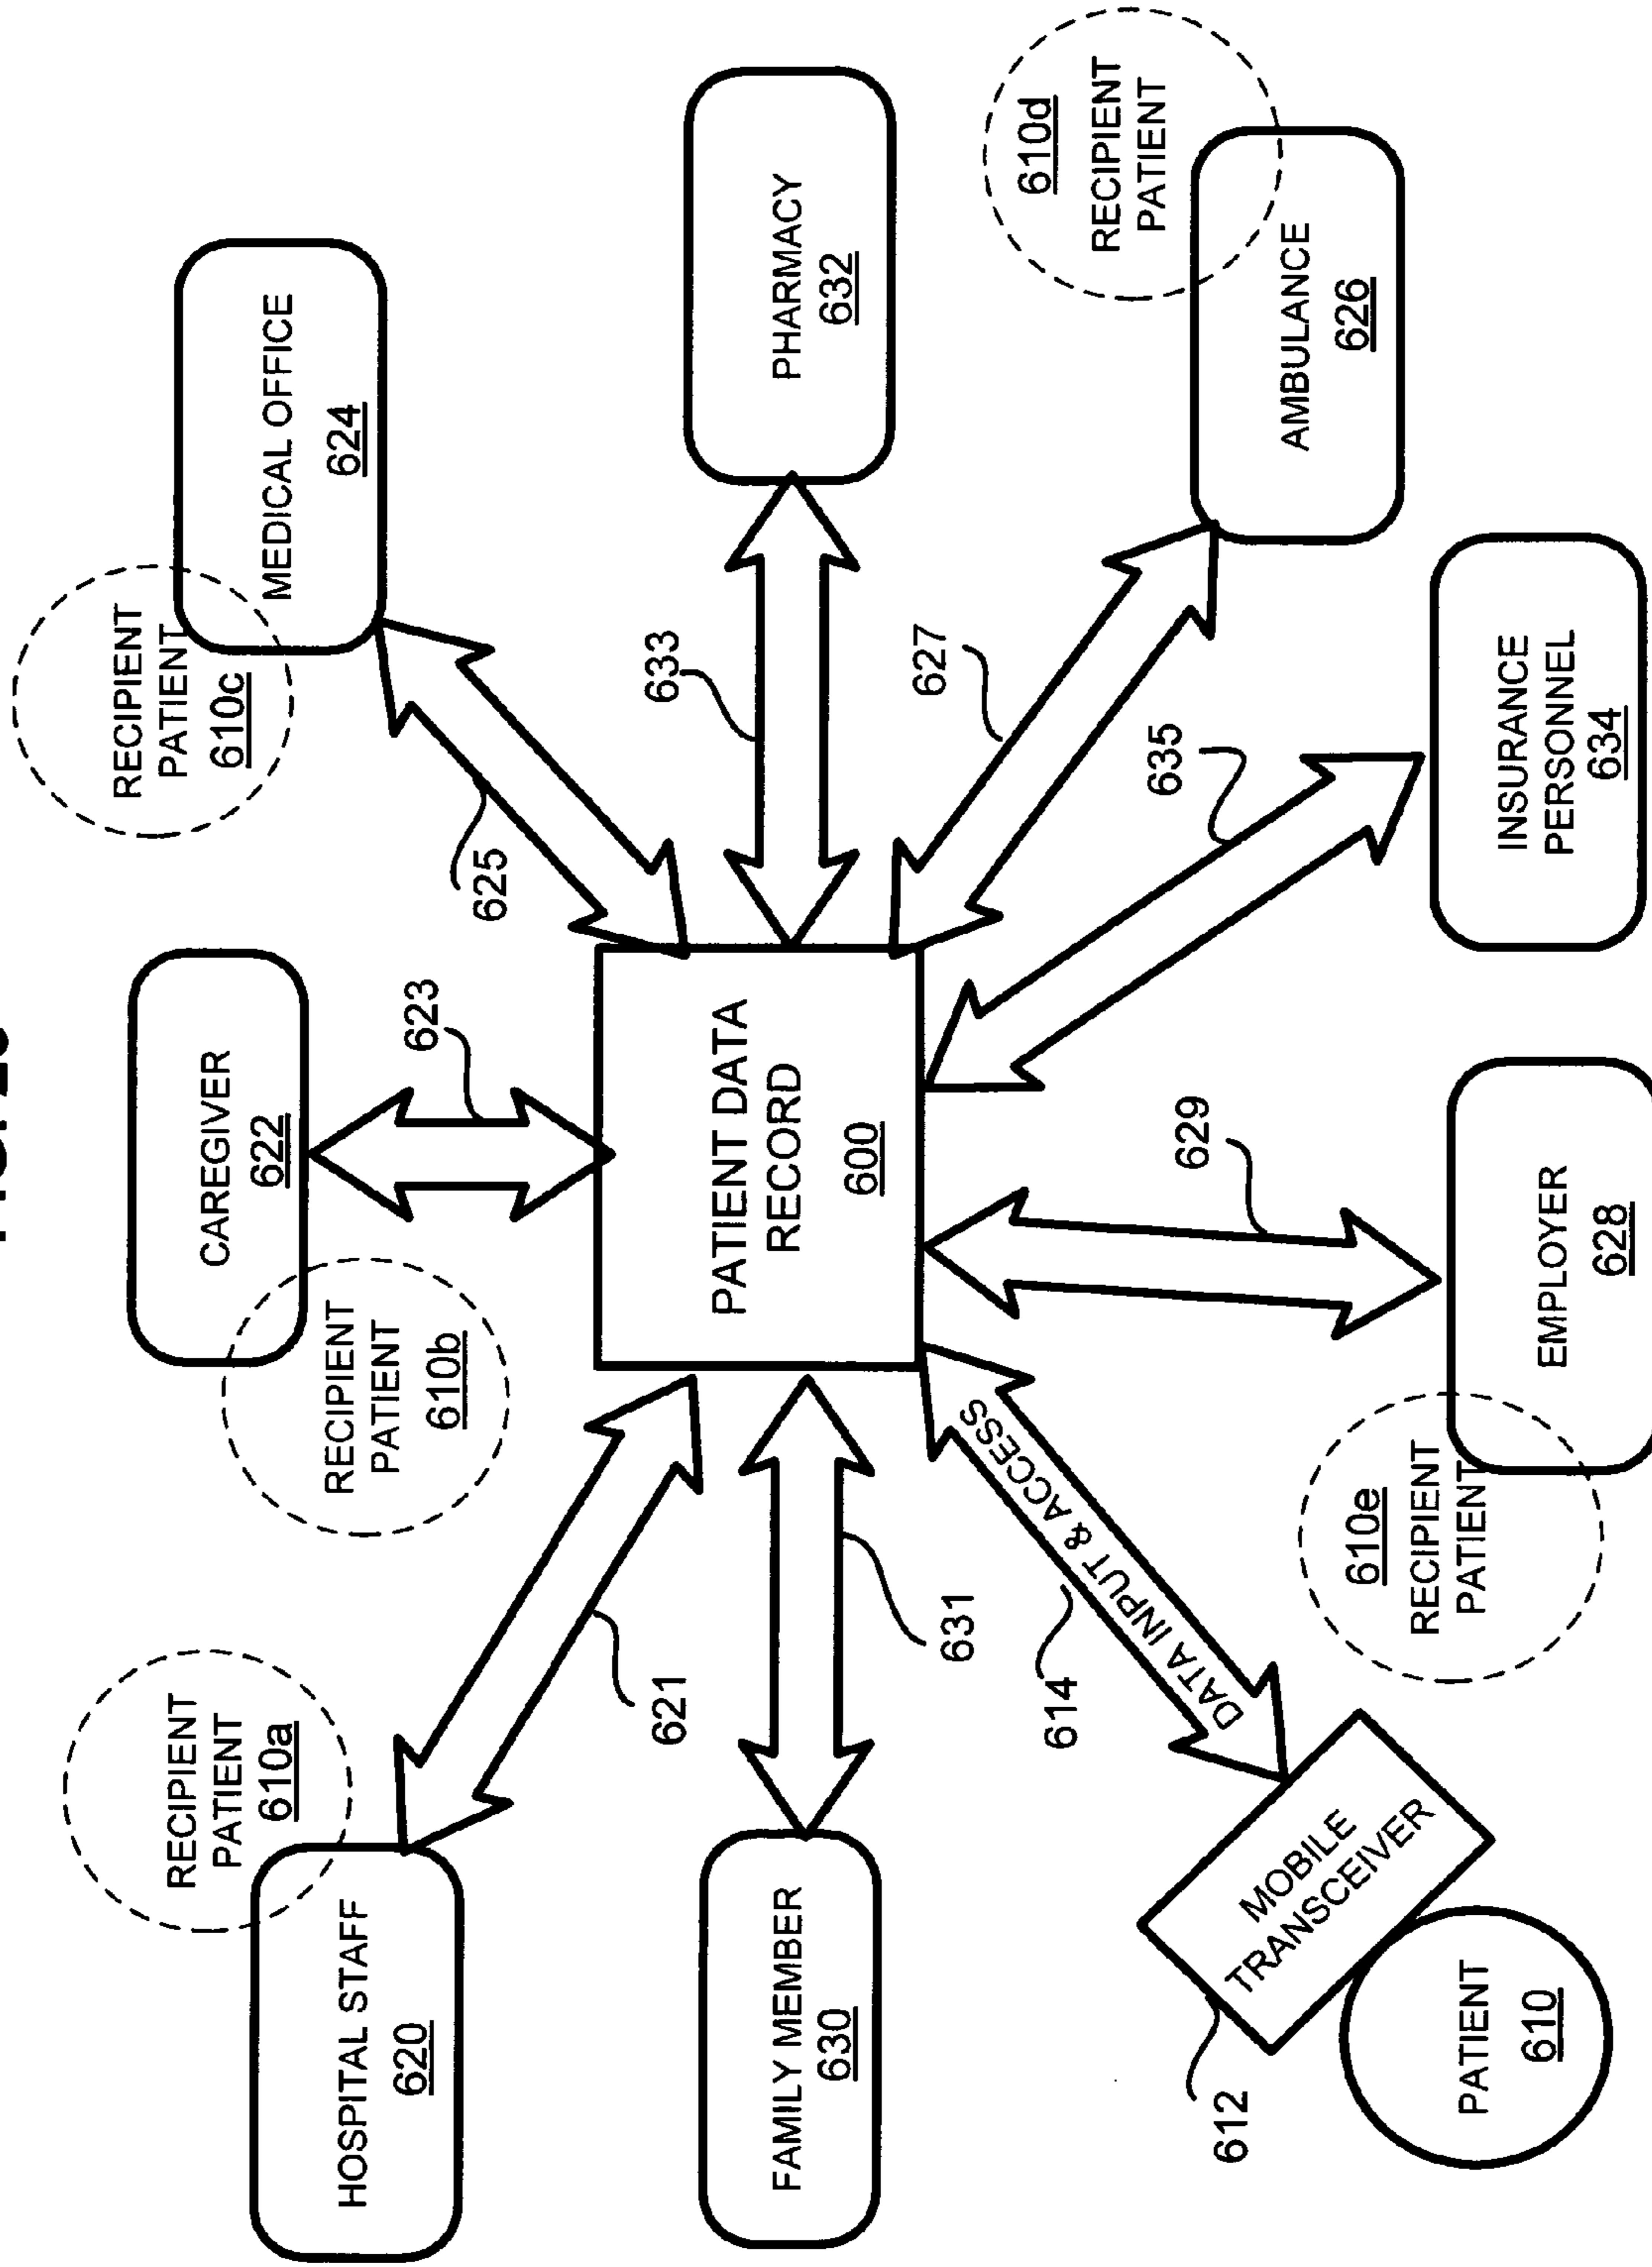 RECIPIENT
PATIENT
610a
HOSPITAL STAFF
620
CAREGIVER
622
RECIPIENT
PATIENT
610b
RECIPIENT
PATIENT
610c
MEDICAL OFFICE
624
621
623
625
FAMILY MEMBER
630
631
PATIENT DATA
RECORD
600
633
PHARMACY
632
612
MOBILE
TRANSCEIVER
PATIENT
610
614
DATA INPUT & ACCESS
629
635
627
610d
RECIPIENT
PATIENT
AMBULANCE
626
610e
RECIPIENT
PATIENT
EMPLOYER
628
INSURANCE
PERSONNEL
634